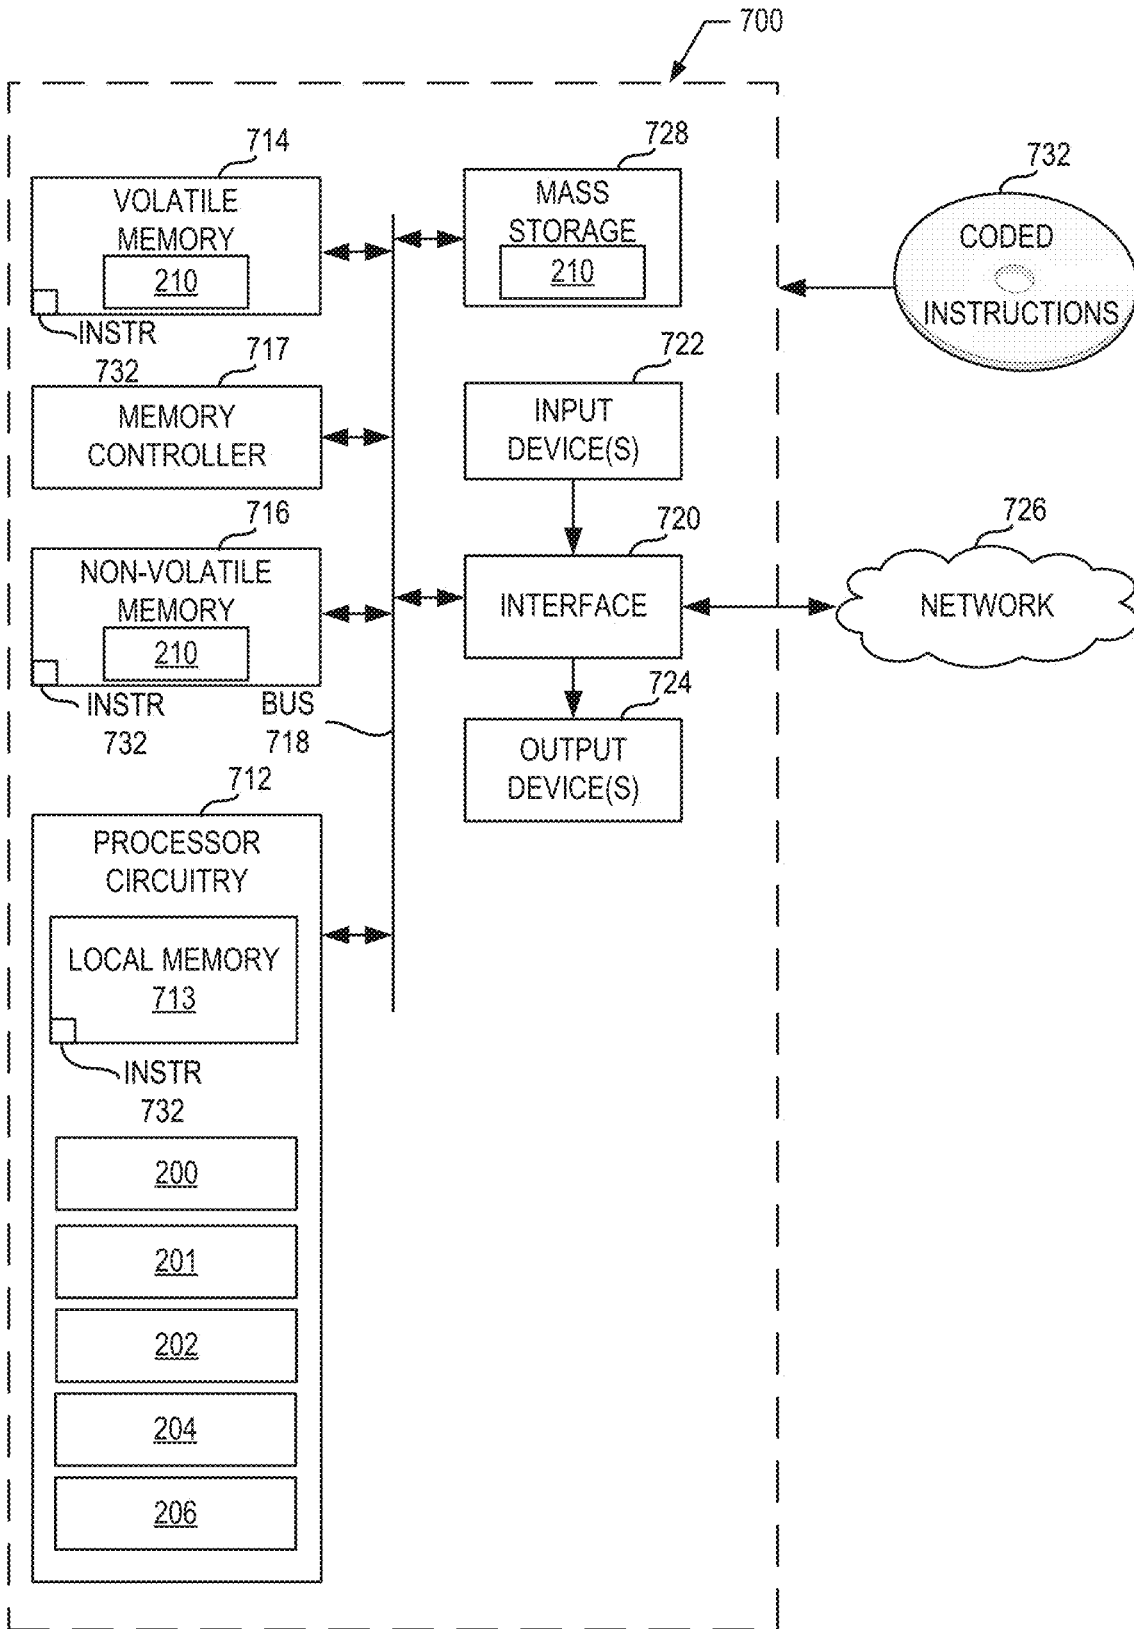 700
714
VOLATILE
MEMORY
210
INSTR
732
728
MASS
STORAGE
210
732
CODED
INSTRUCTIONS
717
MEMORY
CONTROLLER
722
INPUT
DEVICE(S)
716
NON-VOLATILE
MEMORY
210
INSTR
732
720
INTERFACE
726
NETWORK
BUS
718
724
OUTPUT
DEVICE(S)
712
PROCESSOR
CIRCUITRY
LOCAL MEMORY
713
INSTR
732
200
201
202
204
206